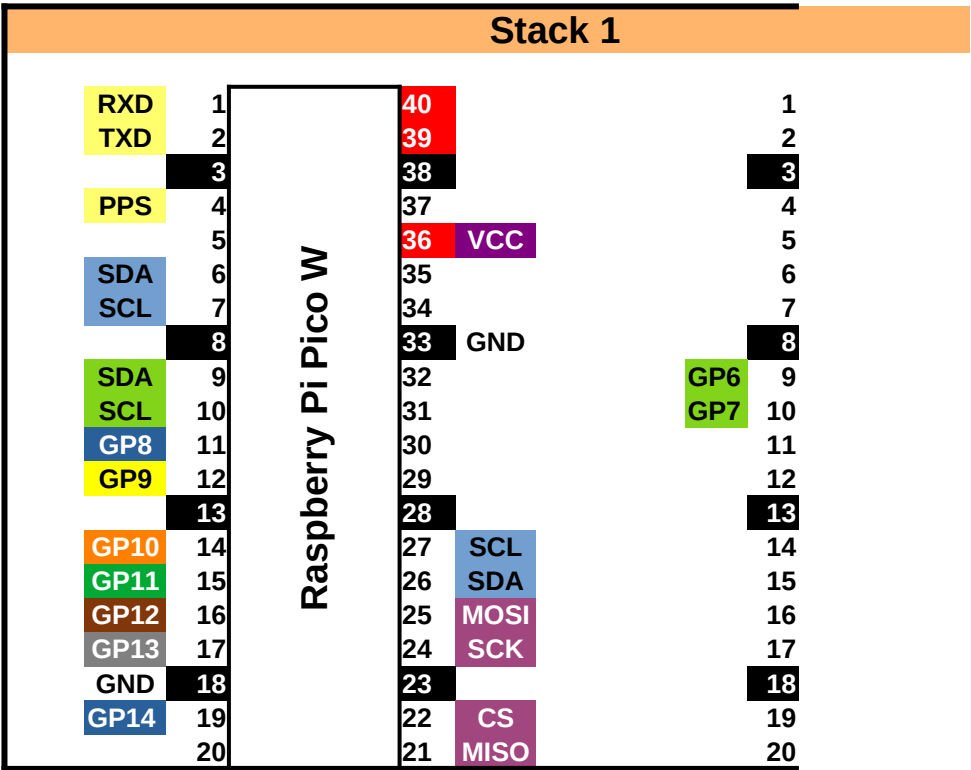 Stack 1
RXD 1 40 1
TXD 2 39 2
3 38 3
PPS 4 37 4
5 36 VCC 5
SDA 6 35 6
SCL 7 34 7
8 33 GND 8
SDA 9 32 GP6 9
SCL 10 31 GP7 10
GP8 11 30 11
GP9 12 29 12
13 28 13
GP10 14 27 SCL 14
GP11 15 26 SDA 15
GP12 16 25 MOSI 16
GP13 17 24 SCK 17
GND 18 23 18
GP14 19 22 CS 19
20 21 MISO 20
Raspberry Pi Pico W